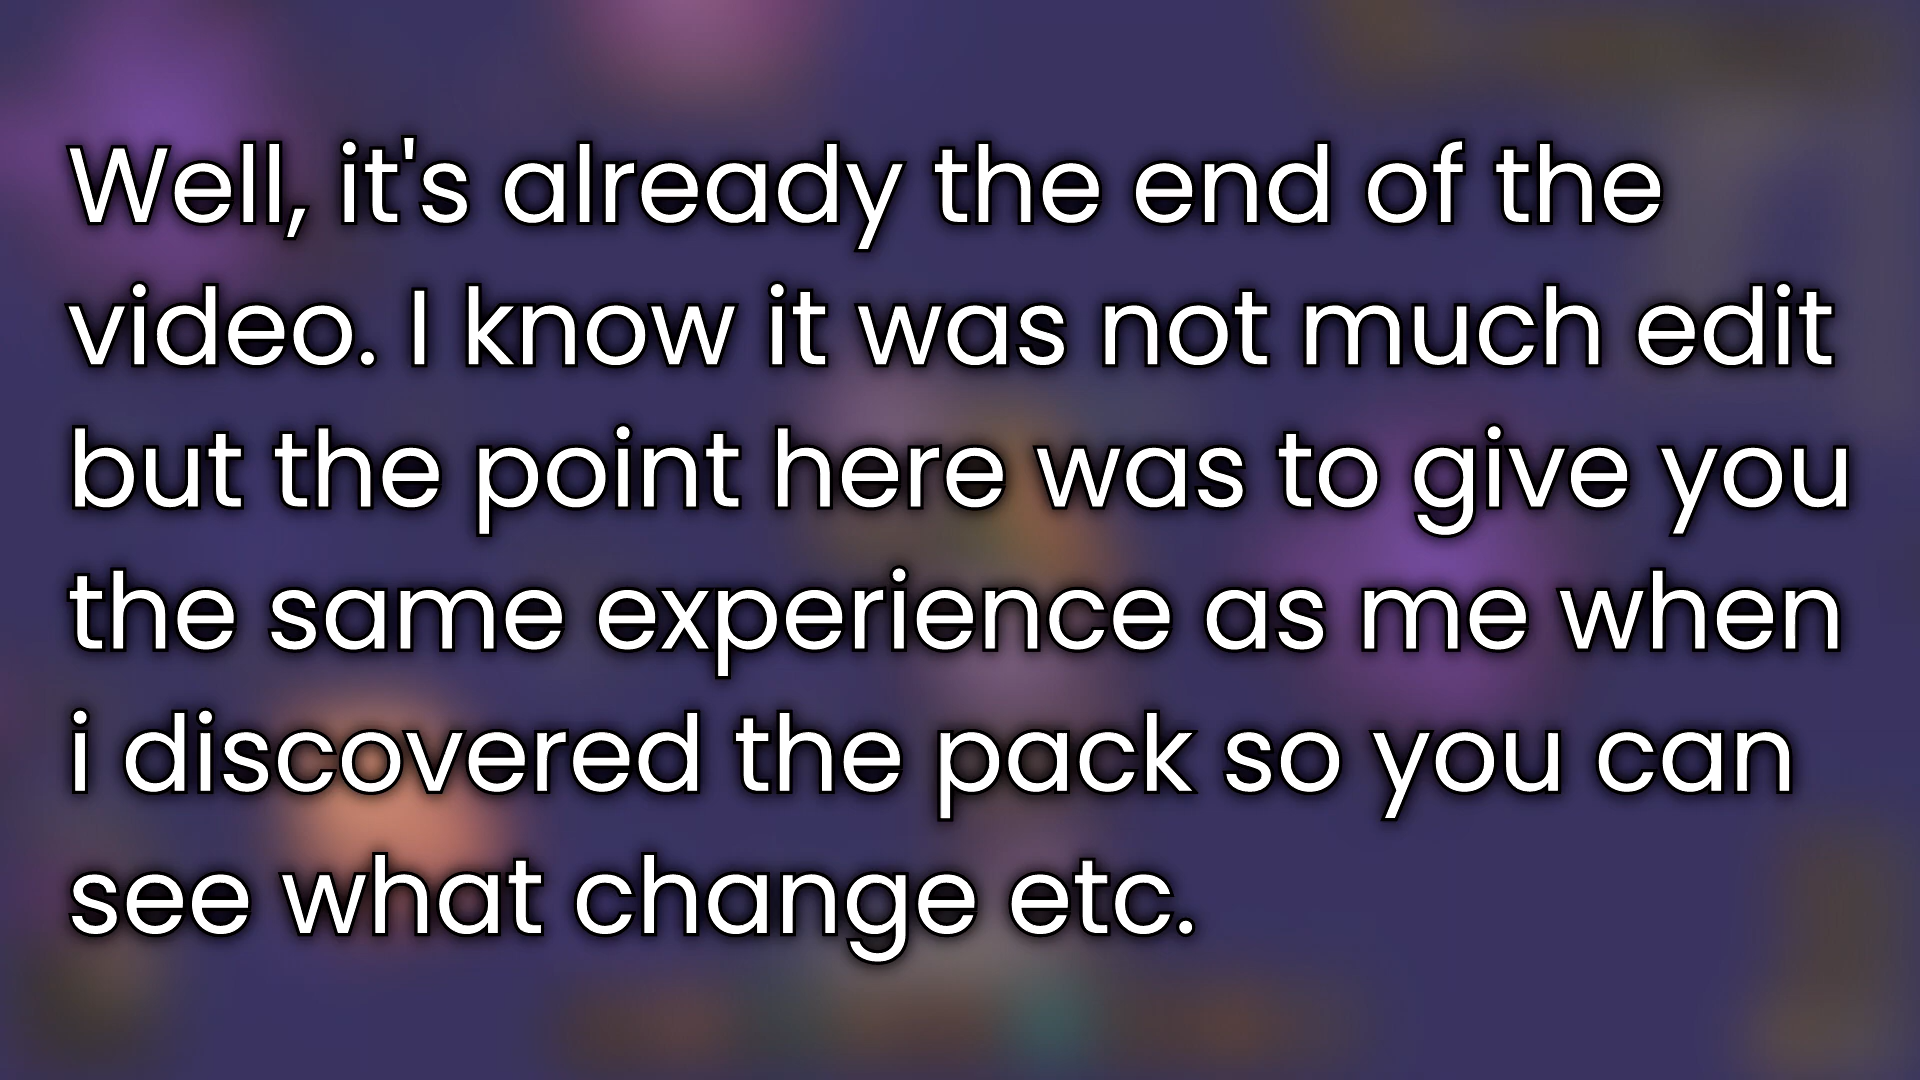 Well, it's already the end of the
video. I know it was not much edit
but the point here was to give you
the same experience as me when
i discovered the pack so you can
see what change etc.